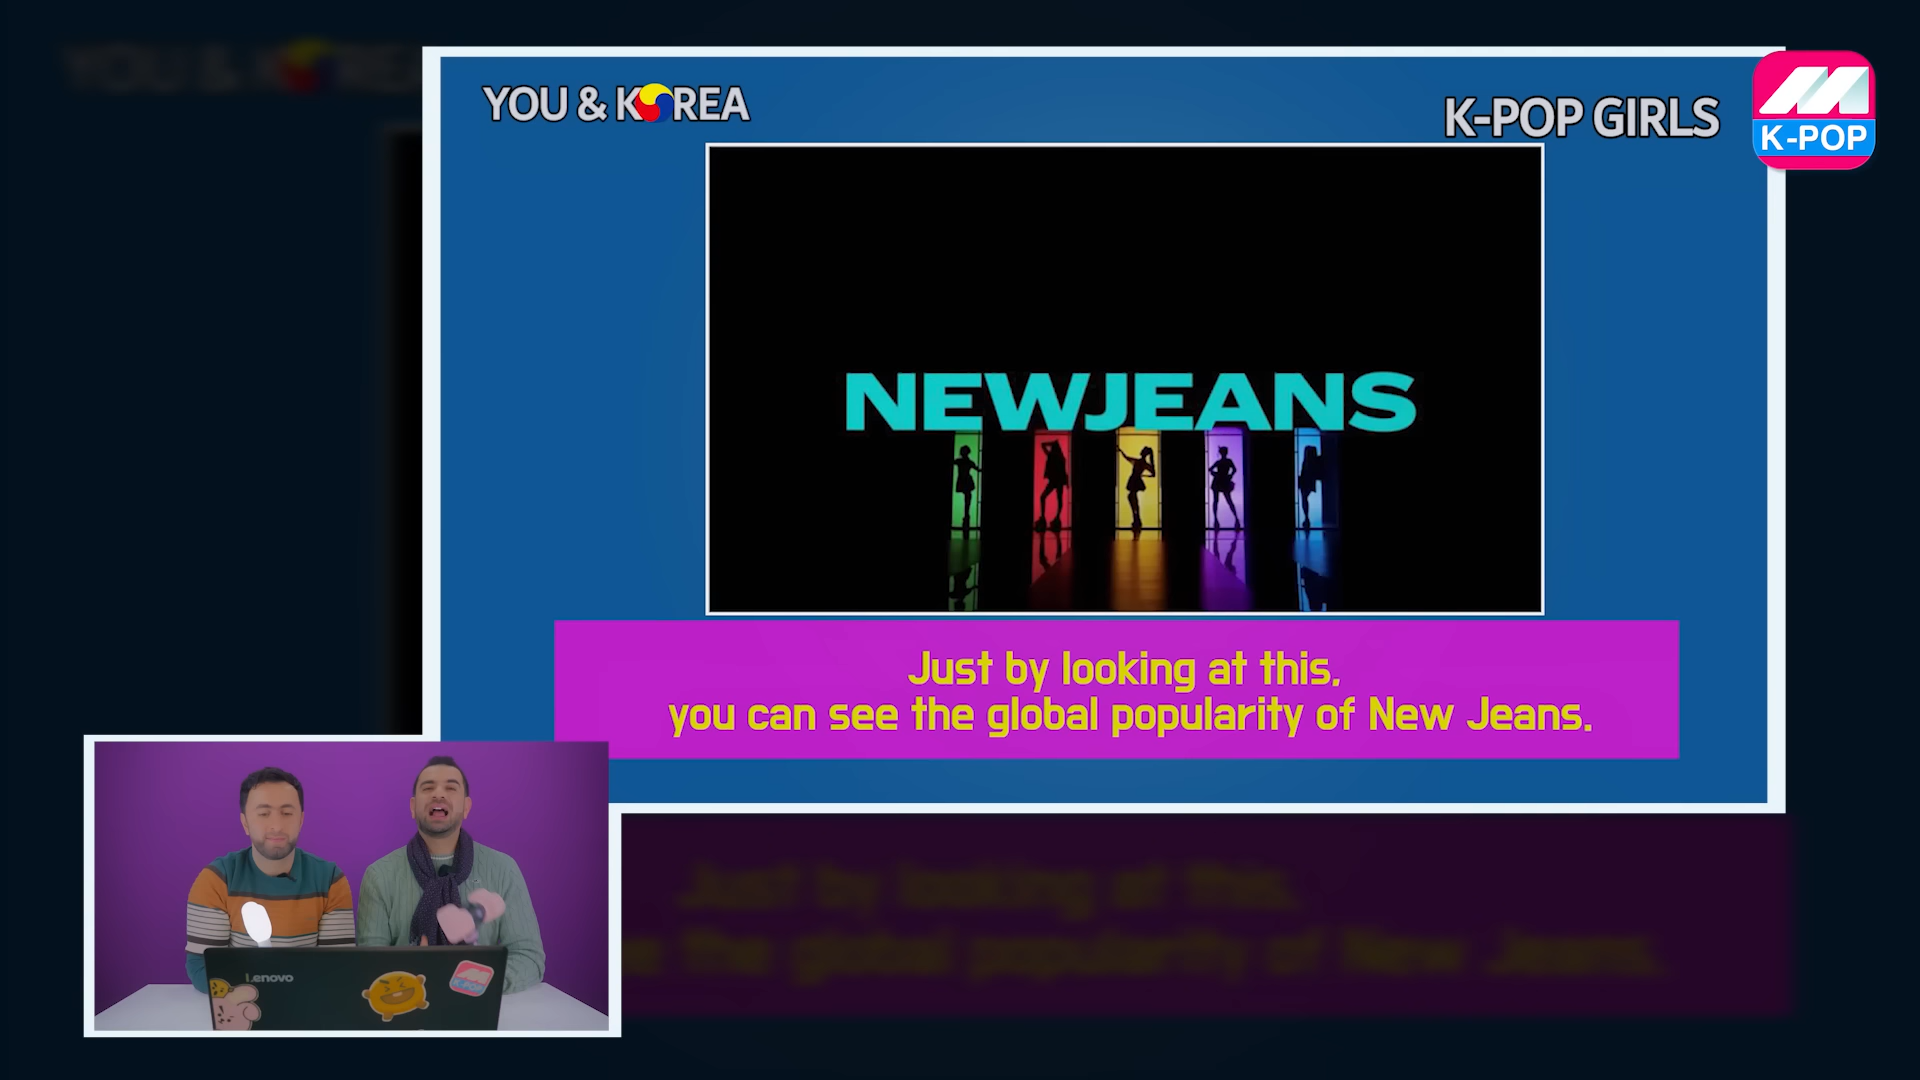 YOU & KOREA
K-POP GIRLS
M
K-POP
NEWJEANS
Just by looking at this,
you can see the global popularity of New Jeans.
Lenovo
K-POP